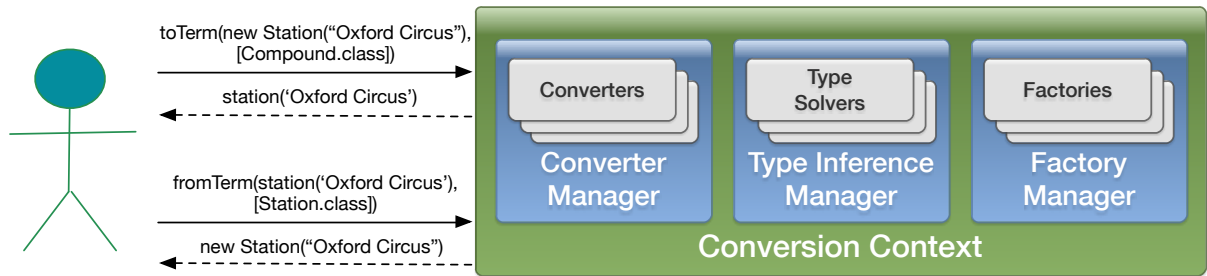 toTerm(new Station(“Oxford Circus”),
[Compound.class])
station(‘Oxford Circus’)
fromTerm(station(‘Oxford Circus’),
[Station.class])
new Station(“Oxford Circus”)
Converters
Converter
Manager
Type
Solvers
Type Inference
Manager
Factories
Factory
Manager
Conversion Context